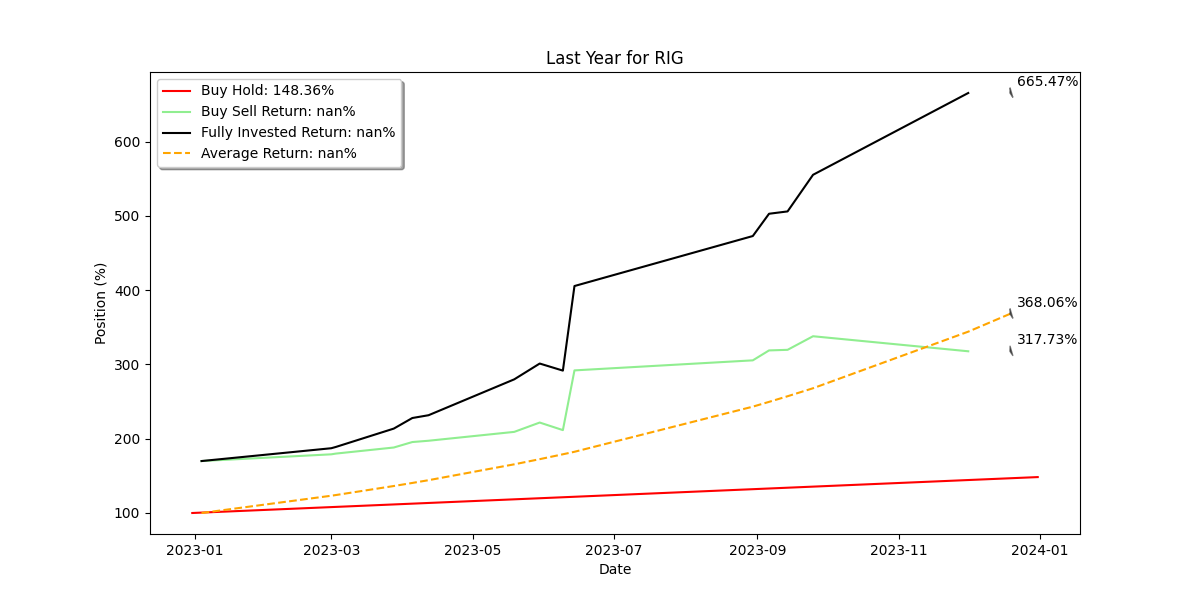 Last Year for RIG
Buy Hold: 148.36%
Buy Sell Return: nan%
Fully Invested Return: nan%
Average Return: nan%
665.47%
368.06%
317.73%
Position (%)
600
500
400
300
200
100
2023-01
2023-03
2023-05
2023-07
2023-09
2023-11
2024-01
Date